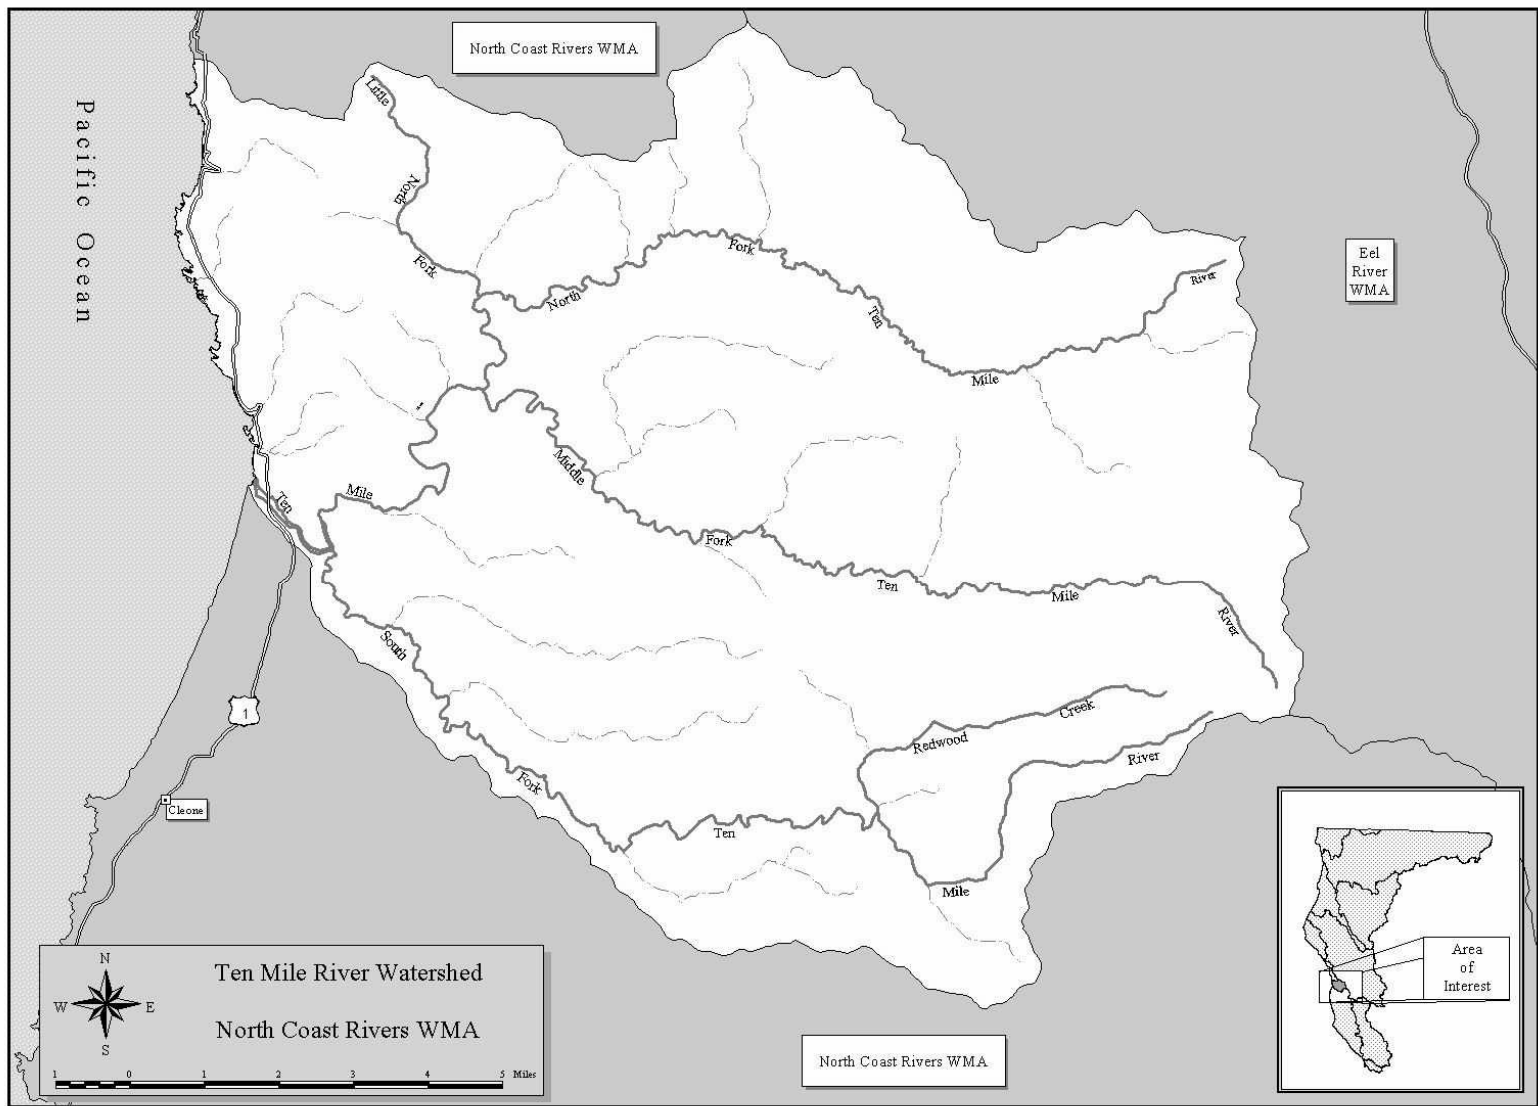 North Coast Rivers WMA
Pacific Ocean
Little
North
Fork
North
Fork
Ten
Mile
River
Eel
River
WMA
Middle
Fork
Ten
Mile
River
Ten
Mile
South
Fork
Ten
Mile
River
Redwood
Creek
1
Cleone
Area
of
Interest
N
W E
S
Ten Mile River Watershed
North Coast Rivers WMA
1 0 1 2 3 4 5 Miles
North Coast Rivers WMA